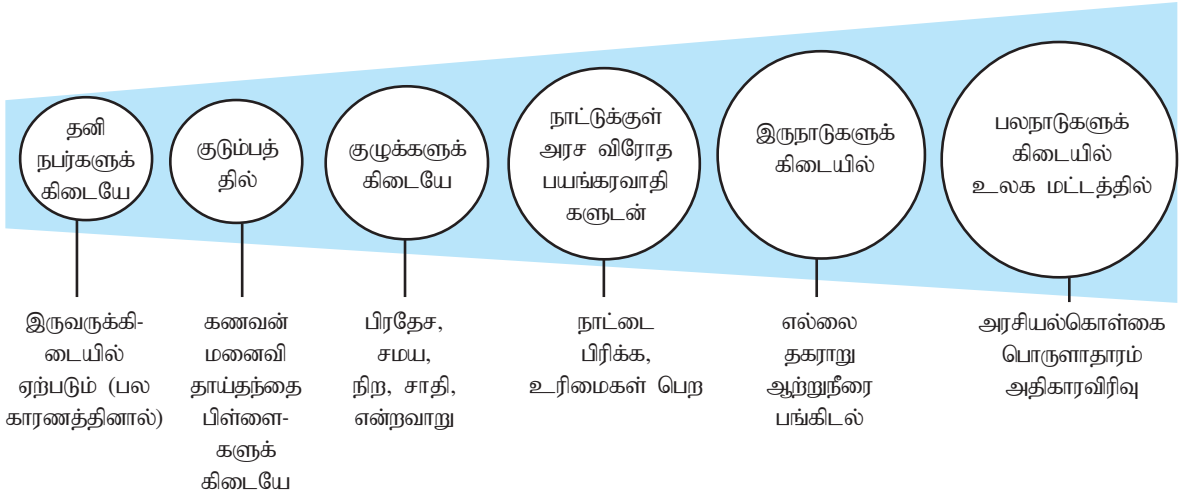 தனி
நபர்களுக்
கிடையே
குடும்பத்
தில்
குழுக்களுக்
கிடையே
நாட்டுக்குள்
அரச விரோத
பயங்கரவாதி
களுடன்
இருநாடுகளுக்
கிடையில்
பலநாடுகளுக்
கிடையில்
உலக மட்டத்தில்
இருவருக்கி-
டையில்
ஏற்படும் (பல
காரணத்தினால்)
கணவன்
மனைவி
தாய்தந்தை
பிள்ளை-
களுக்
கிடையே
பிரதேச,
சமய,
நிற, சாதி,
என்றவாறு
நாட்டை
பிரிக்க,
உரிமைகள் பெற
எல்லை
தகராறு
ஆற்றுநீரை
பங்கிடல்
அரசியல்கொள்கை
பொருளாதாரம்
அதிகாரவிரிவு